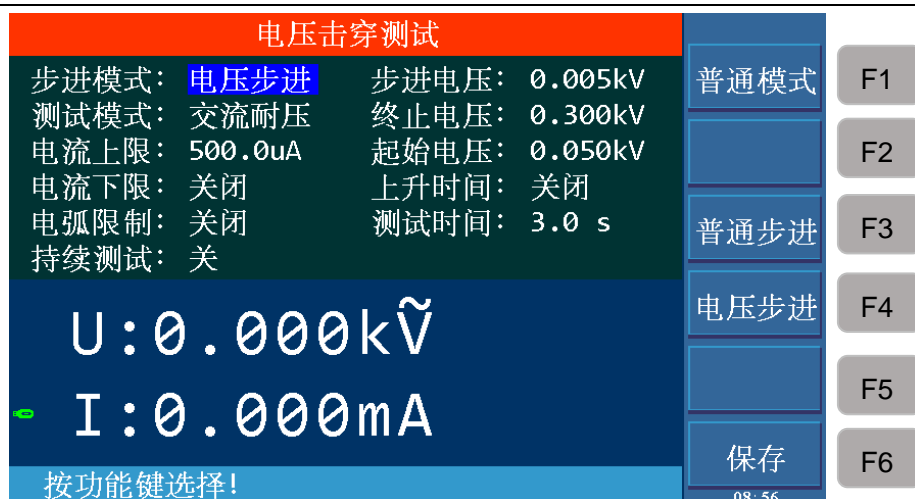 电压击穿测试
步进模式: 电压步进 步进电压: 0.005kV
测试模式: 交流耐压 终止电压: 0.300kV
电流上限: 500.0uA 起始电压: 0.050kV
电流下限: 关闭 上升时间: 关闭
电弧限制: 关闭 测试时间: 3.0 s
持续测试: 关
U:0.000kṼ
I:0.000mA
按功能键选择!
普通模式 F1
F2
普通步进 F3
电压步进 F4
F5
保存 F6
08:56